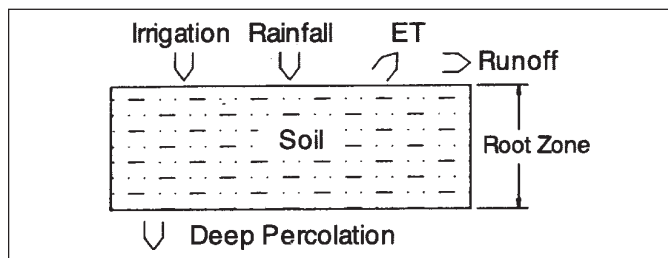 Irrigation Rainfall ET
Runoff
Soil
Root Zone
Deep Percolation